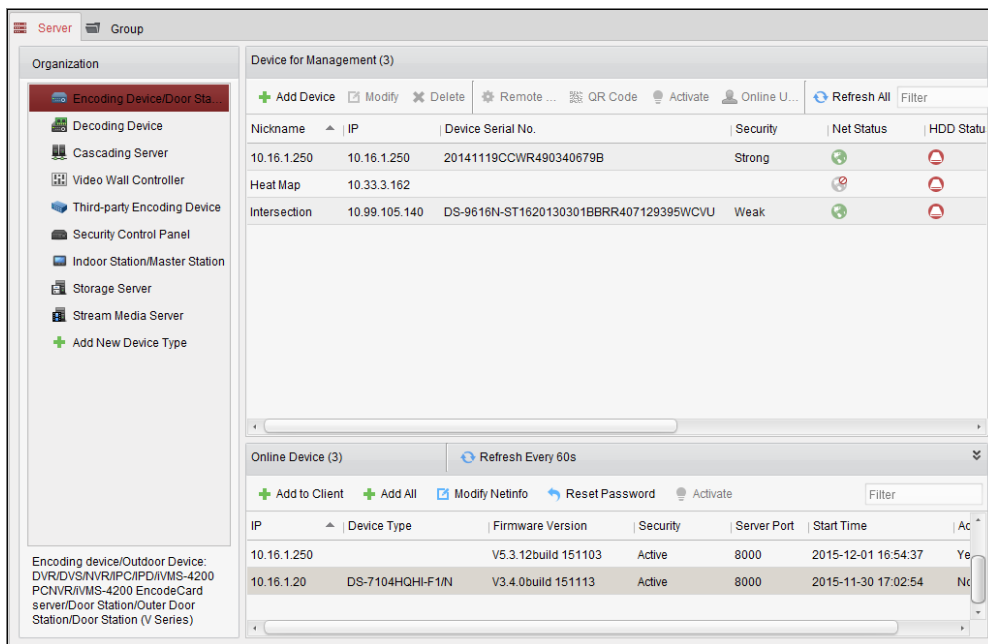 Server Group
Organization
Encoding Device/Door Sta...
Decoding Device
Cascading Server
Video Wall Controller
Third-party Encoding Device
Security Control Panel
Indoor Station/Master Station
Storage Server
Stream Media Server
Add New Device Type
Encoding device/Outdoor Device:
DVR/DVS/NVR/IPC/IPD/iVMS-4200
PCNVR/iVMS-4200 EncodeCard
server/Door Station/Outer Door
Station/Door Station (V Series)
Device for Management (3)
Add Device Modify Delete Remote ... QR Code Activate Online U... Refresh All Filter
Nickname IP Device Serial No. Security Net Status HDD Statu
10.16.1.250 10.16.1.250 20141119CCWR490340679B Strong
Heat Map 10.33.3.162
Intersection 10.99.105.140 DS-9616N-ST1620130301BBRR407129395WCVU Weak
Online Device (3) Refresh Every 60s
Add to Client Add All Modify Netinfo Reset Password Activate Filter
IP Device Type Firmware Version Security Server Port Start Time Ac
10.16.1.250 V5.3.12build 151103 Active 8000 2015-12-01 16:54:37 Ye
10.16.1.20 DS-7104HQHI-F1/N V3.4.0build 151113 Active 8000 2015-11-30 17:02:54 No